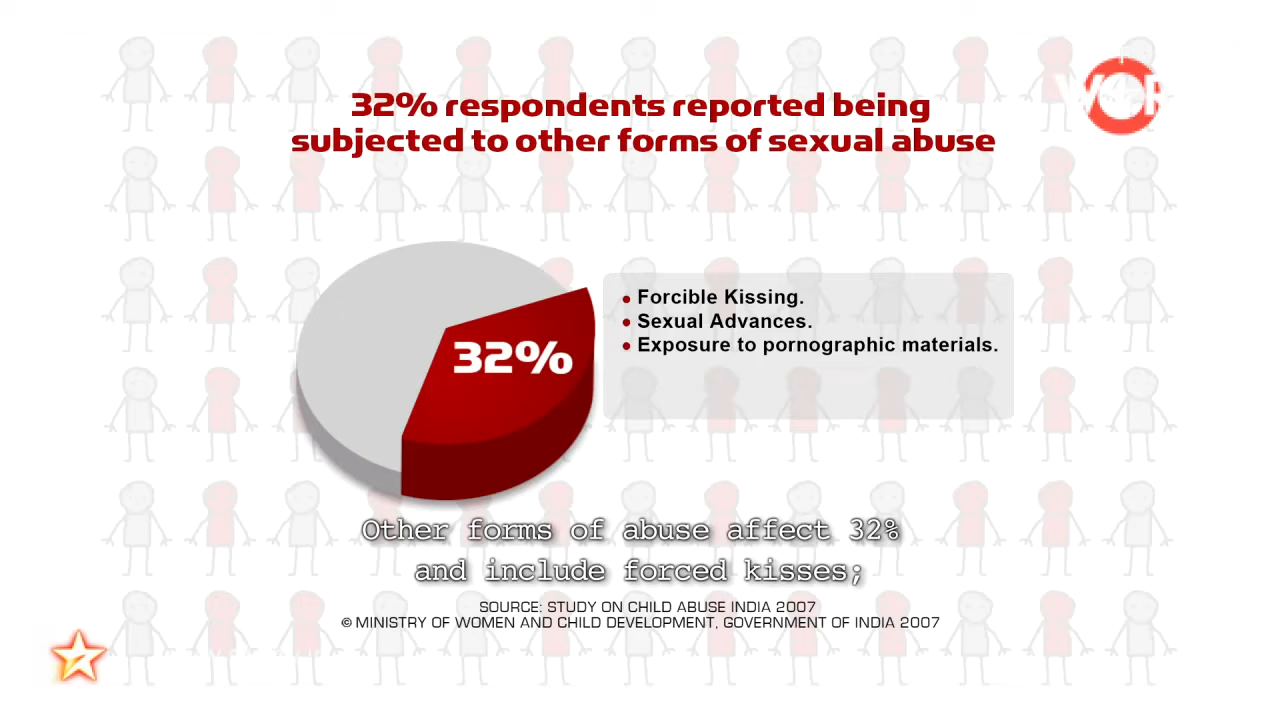 32% respondents reported being
subjected to other forms of sexual abuse
32%
• Forcible Kissing.
• Sexual Advances.
• Exposure to pornographic materials.
Other forms of abuse affect 32%
and include forced kisses;
SOURCE: STUDY ON CHILD ABUSE INDIA 2007
© MINISTRY OF WOMEN AND CHILD DEVELOPMENT, GOVERNMENT OF INDIA 2007